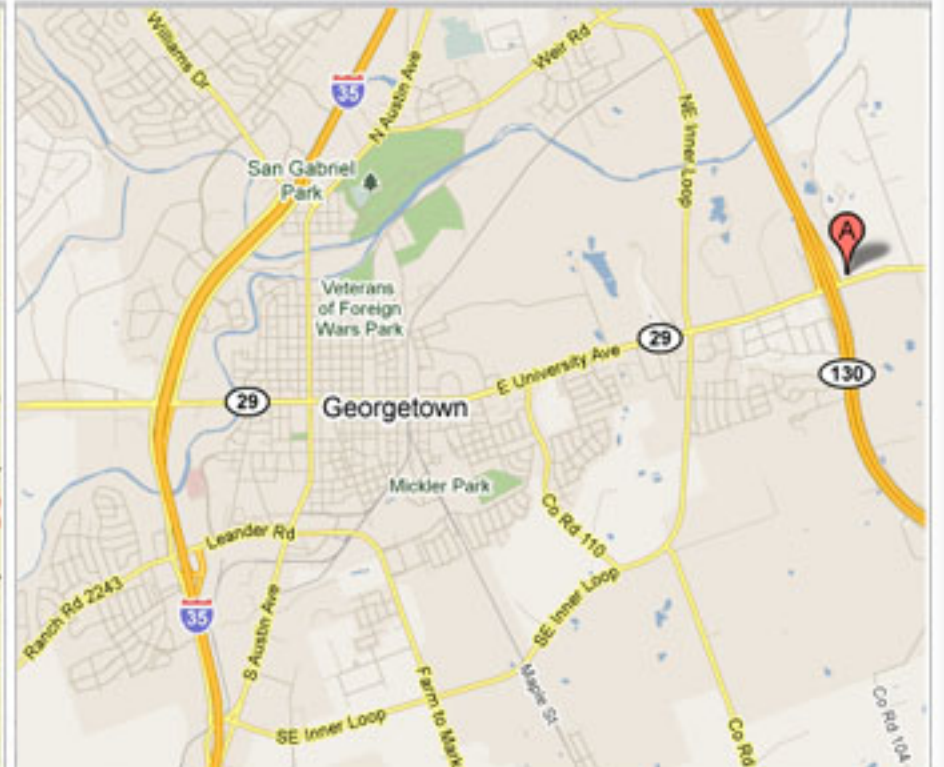 Williams Dr
35
N Austin Ave
Weir Rd
NE Inner Loop
San Gabriel
Park
A
Veterans
of Foreign
Wars Park
29
E University Ave
130
29
Georgetown
Mickler Park
Leander Rd
Co Rd 110
Ranch Rd 2243
35
S Austin Ave
SE Inner Loop
SE Inner Loop
Maple St
Farm to Mark
Co Rd
Co Rd 104